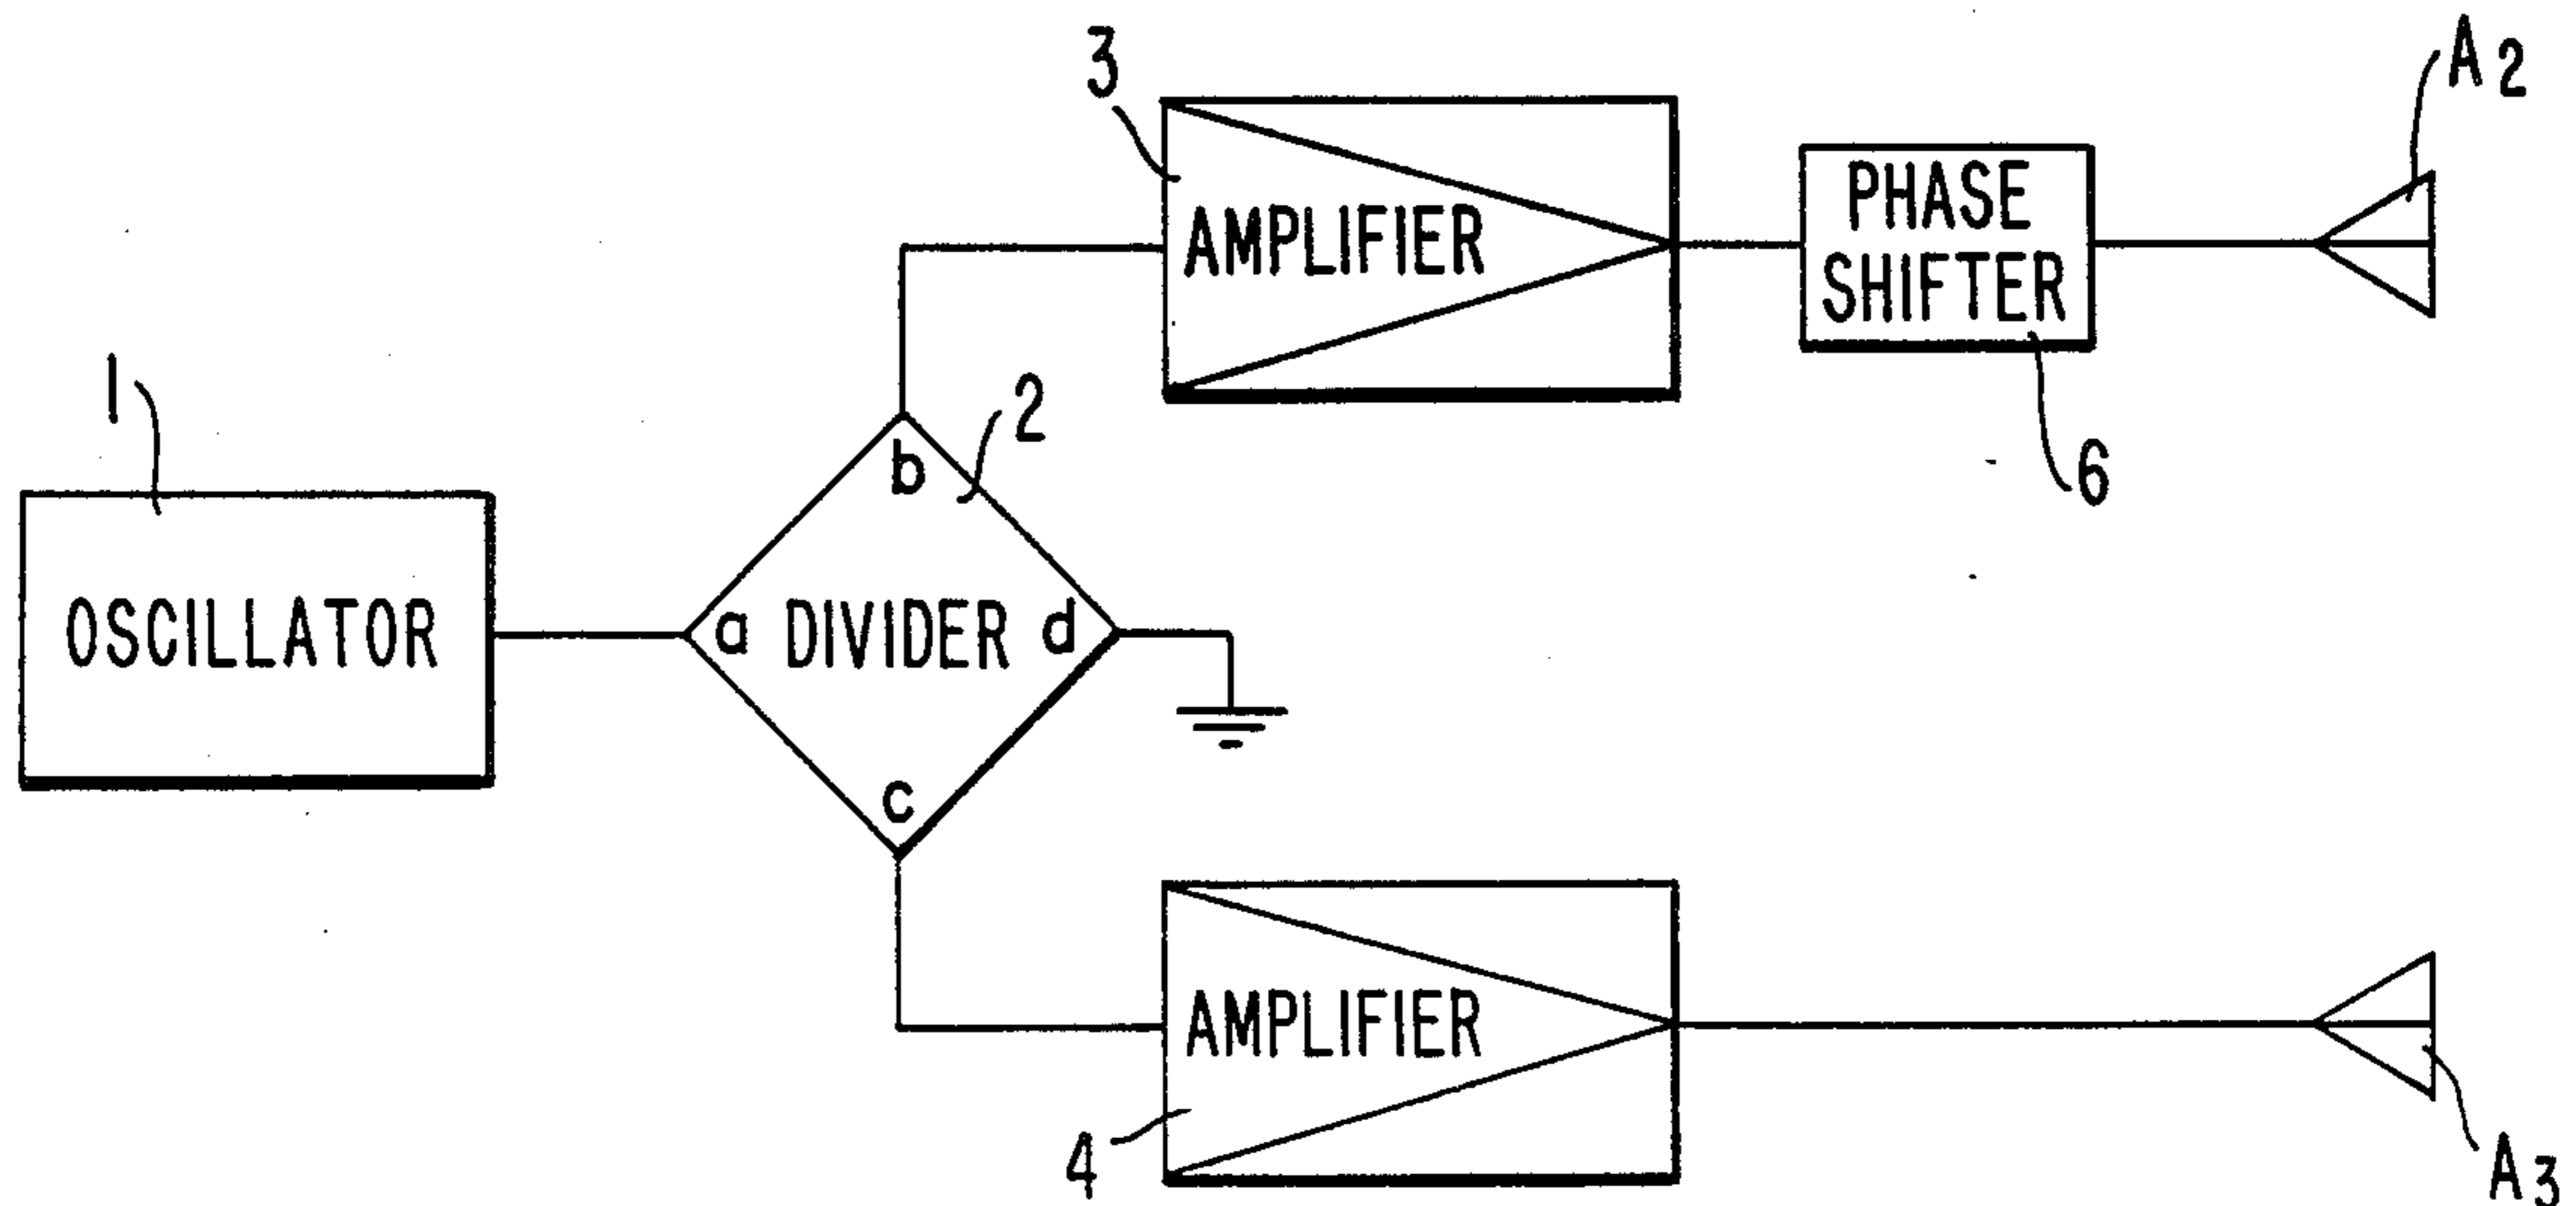 3
A2
AMPLIFIER
PHASE
SHIFTER
1
2
b
6
OSCILLATOR
a
DIVIDER
d
c
AMPLIFIER
4
A3